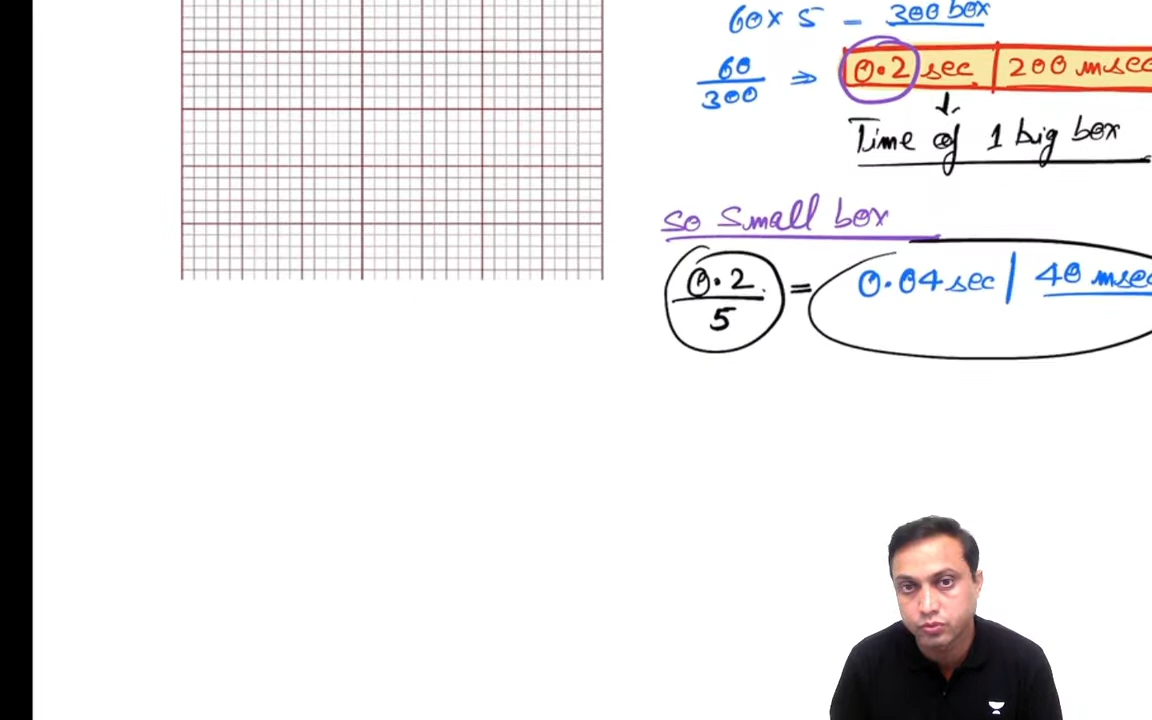 60 x 5 = 300 box
60
300
⇒ 0.2 sec | 200 msec
↓
Time of 1 big box
so small box
0.2
5
= 0.04 sec | 40 msec